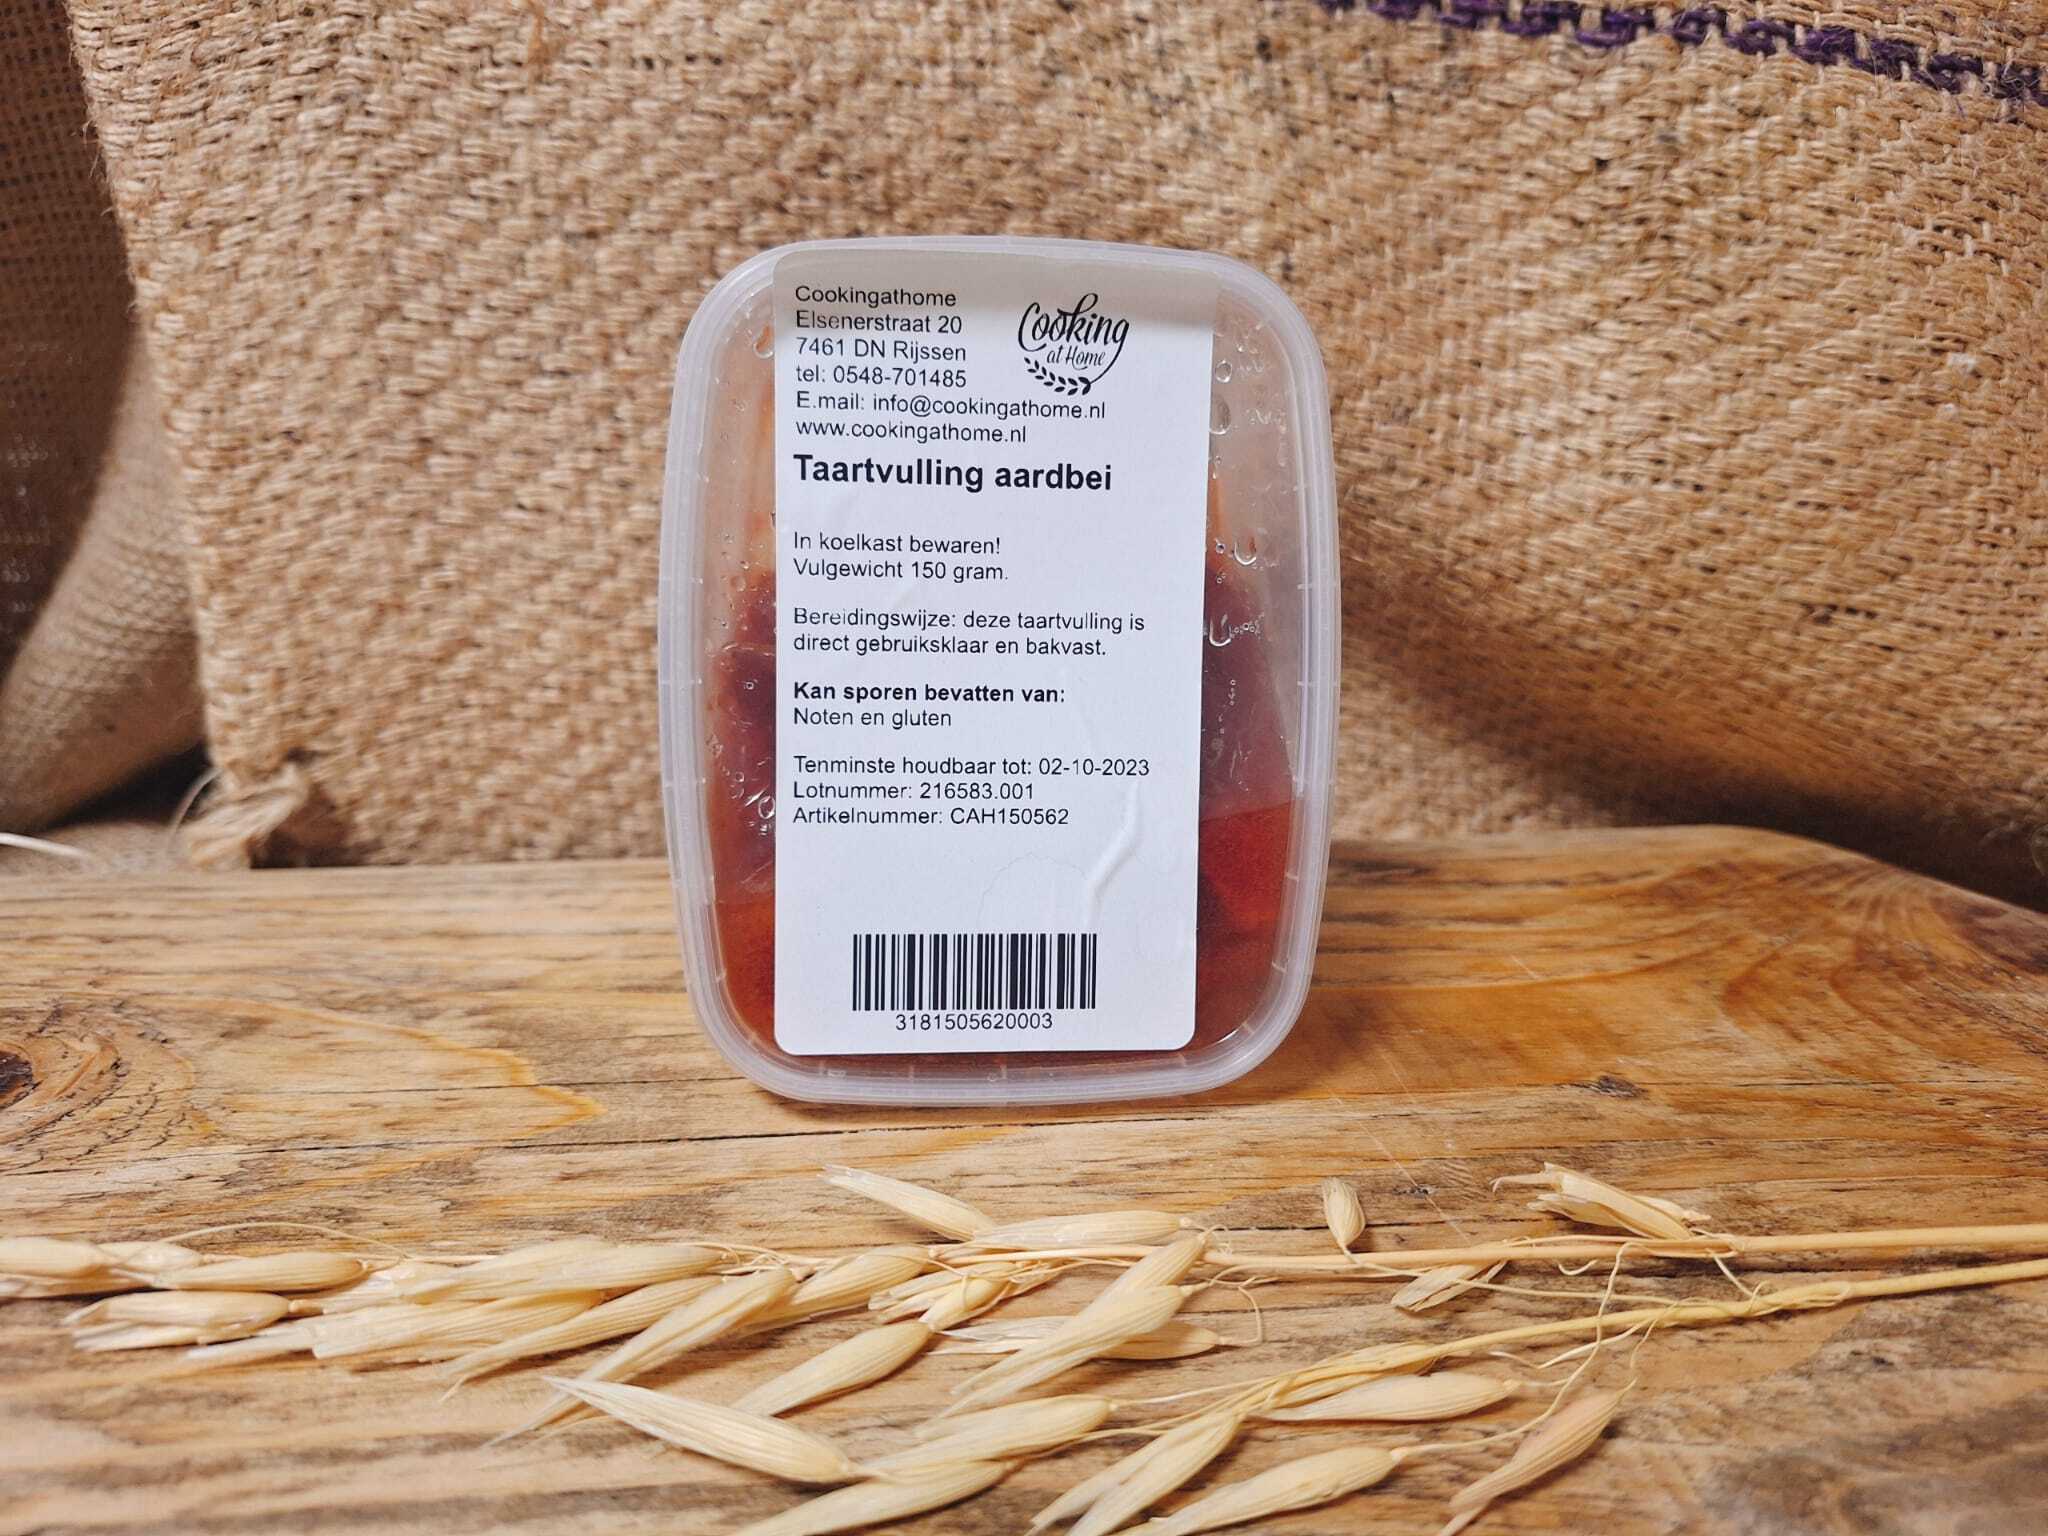 Cookingathome
Elsenerstraat 20
7461 DN Rijssen
tel: 0548-701485
E.mail: info@cookingathome.nl
www.cookingathome.nl
Cooking
at Home
Taartvulling aardbei
In koelkast bewaren!
Vulgewicht 150 gram.
Bereidingswijze: deze taartvulling is
direct gebruiksklaar en bakvast.
Kan sporen bevatten van:
Noten en gluten
Tenminste houdbaar tot: 02-10-2023
Lotnummer: 216583.001
Artikelnummer: CAH150562
3181505620003